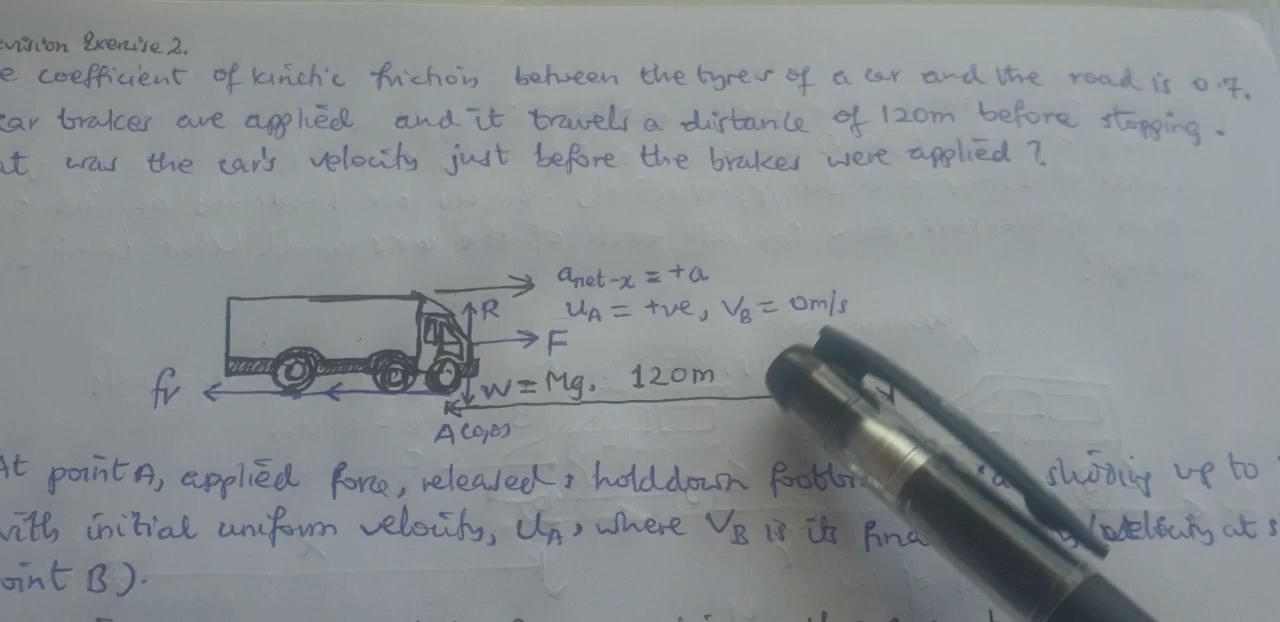 vision Exercise 2.
e coefficient of kinetic friction between the tyres of a car and the road is 0.7.
car brakes are applied and it travels a distance of 120m before stopping.
at was the car's velocity just before the brakes were applied?
anet-x = +a
R
uA = +ve, VB = 0m/s
F
fr
W = Mg. 120m
A(0,0)
At point A, applied force, released, hold down sliding up to
with initial uniform velocity, UA, where VB is its velocity at s
oint B).